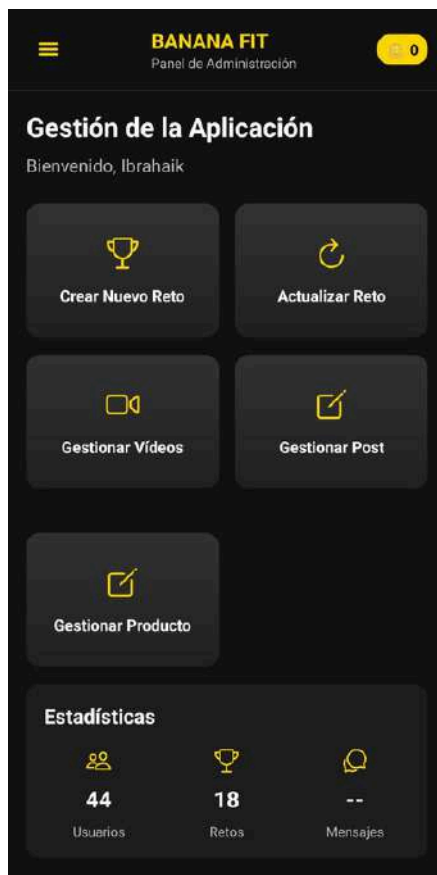 BANANA FIT
Panel de Administración
0
Gestión de la Aplicación
Bienvenido, Ibrahaik
Crear Nuevo Reto
Actualizar Reto
Gestionar Vídeos
Gestionar Post
Gestionar Producto
Estadísticas
44
18
--
Usuarios
Retos
Mensajes